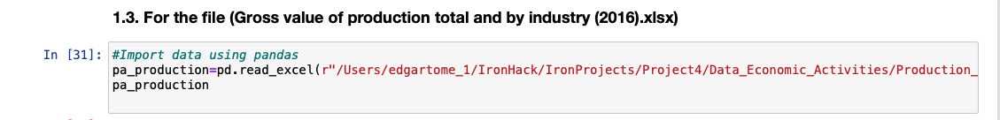 1.3. For the file (Gross value of production total and by industry (2016).xlsx)
In [31]: #Import data using pandas
pa_production=pd.read_excel(r"/Users/edgartome_1/IronHack/IronProjects/Project4/Data_Economic_Activities/Production_
pa_production